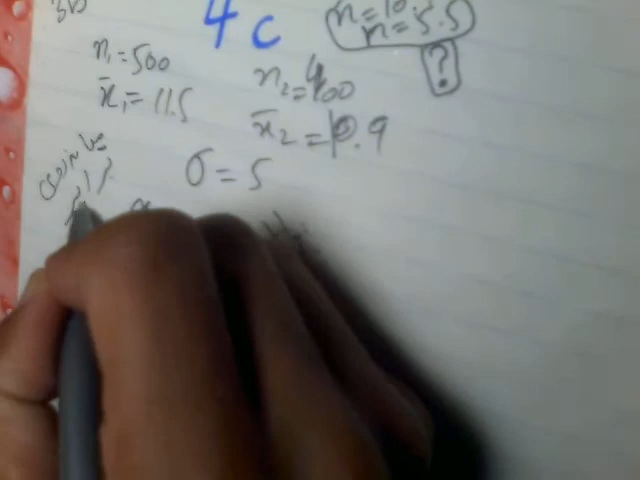 4 c
n = 10.
n = 5.5
?
n₁ = 500
n₂ = 400
x̄₁ = 11.5
x̄₂ = 10.9
σ = 5